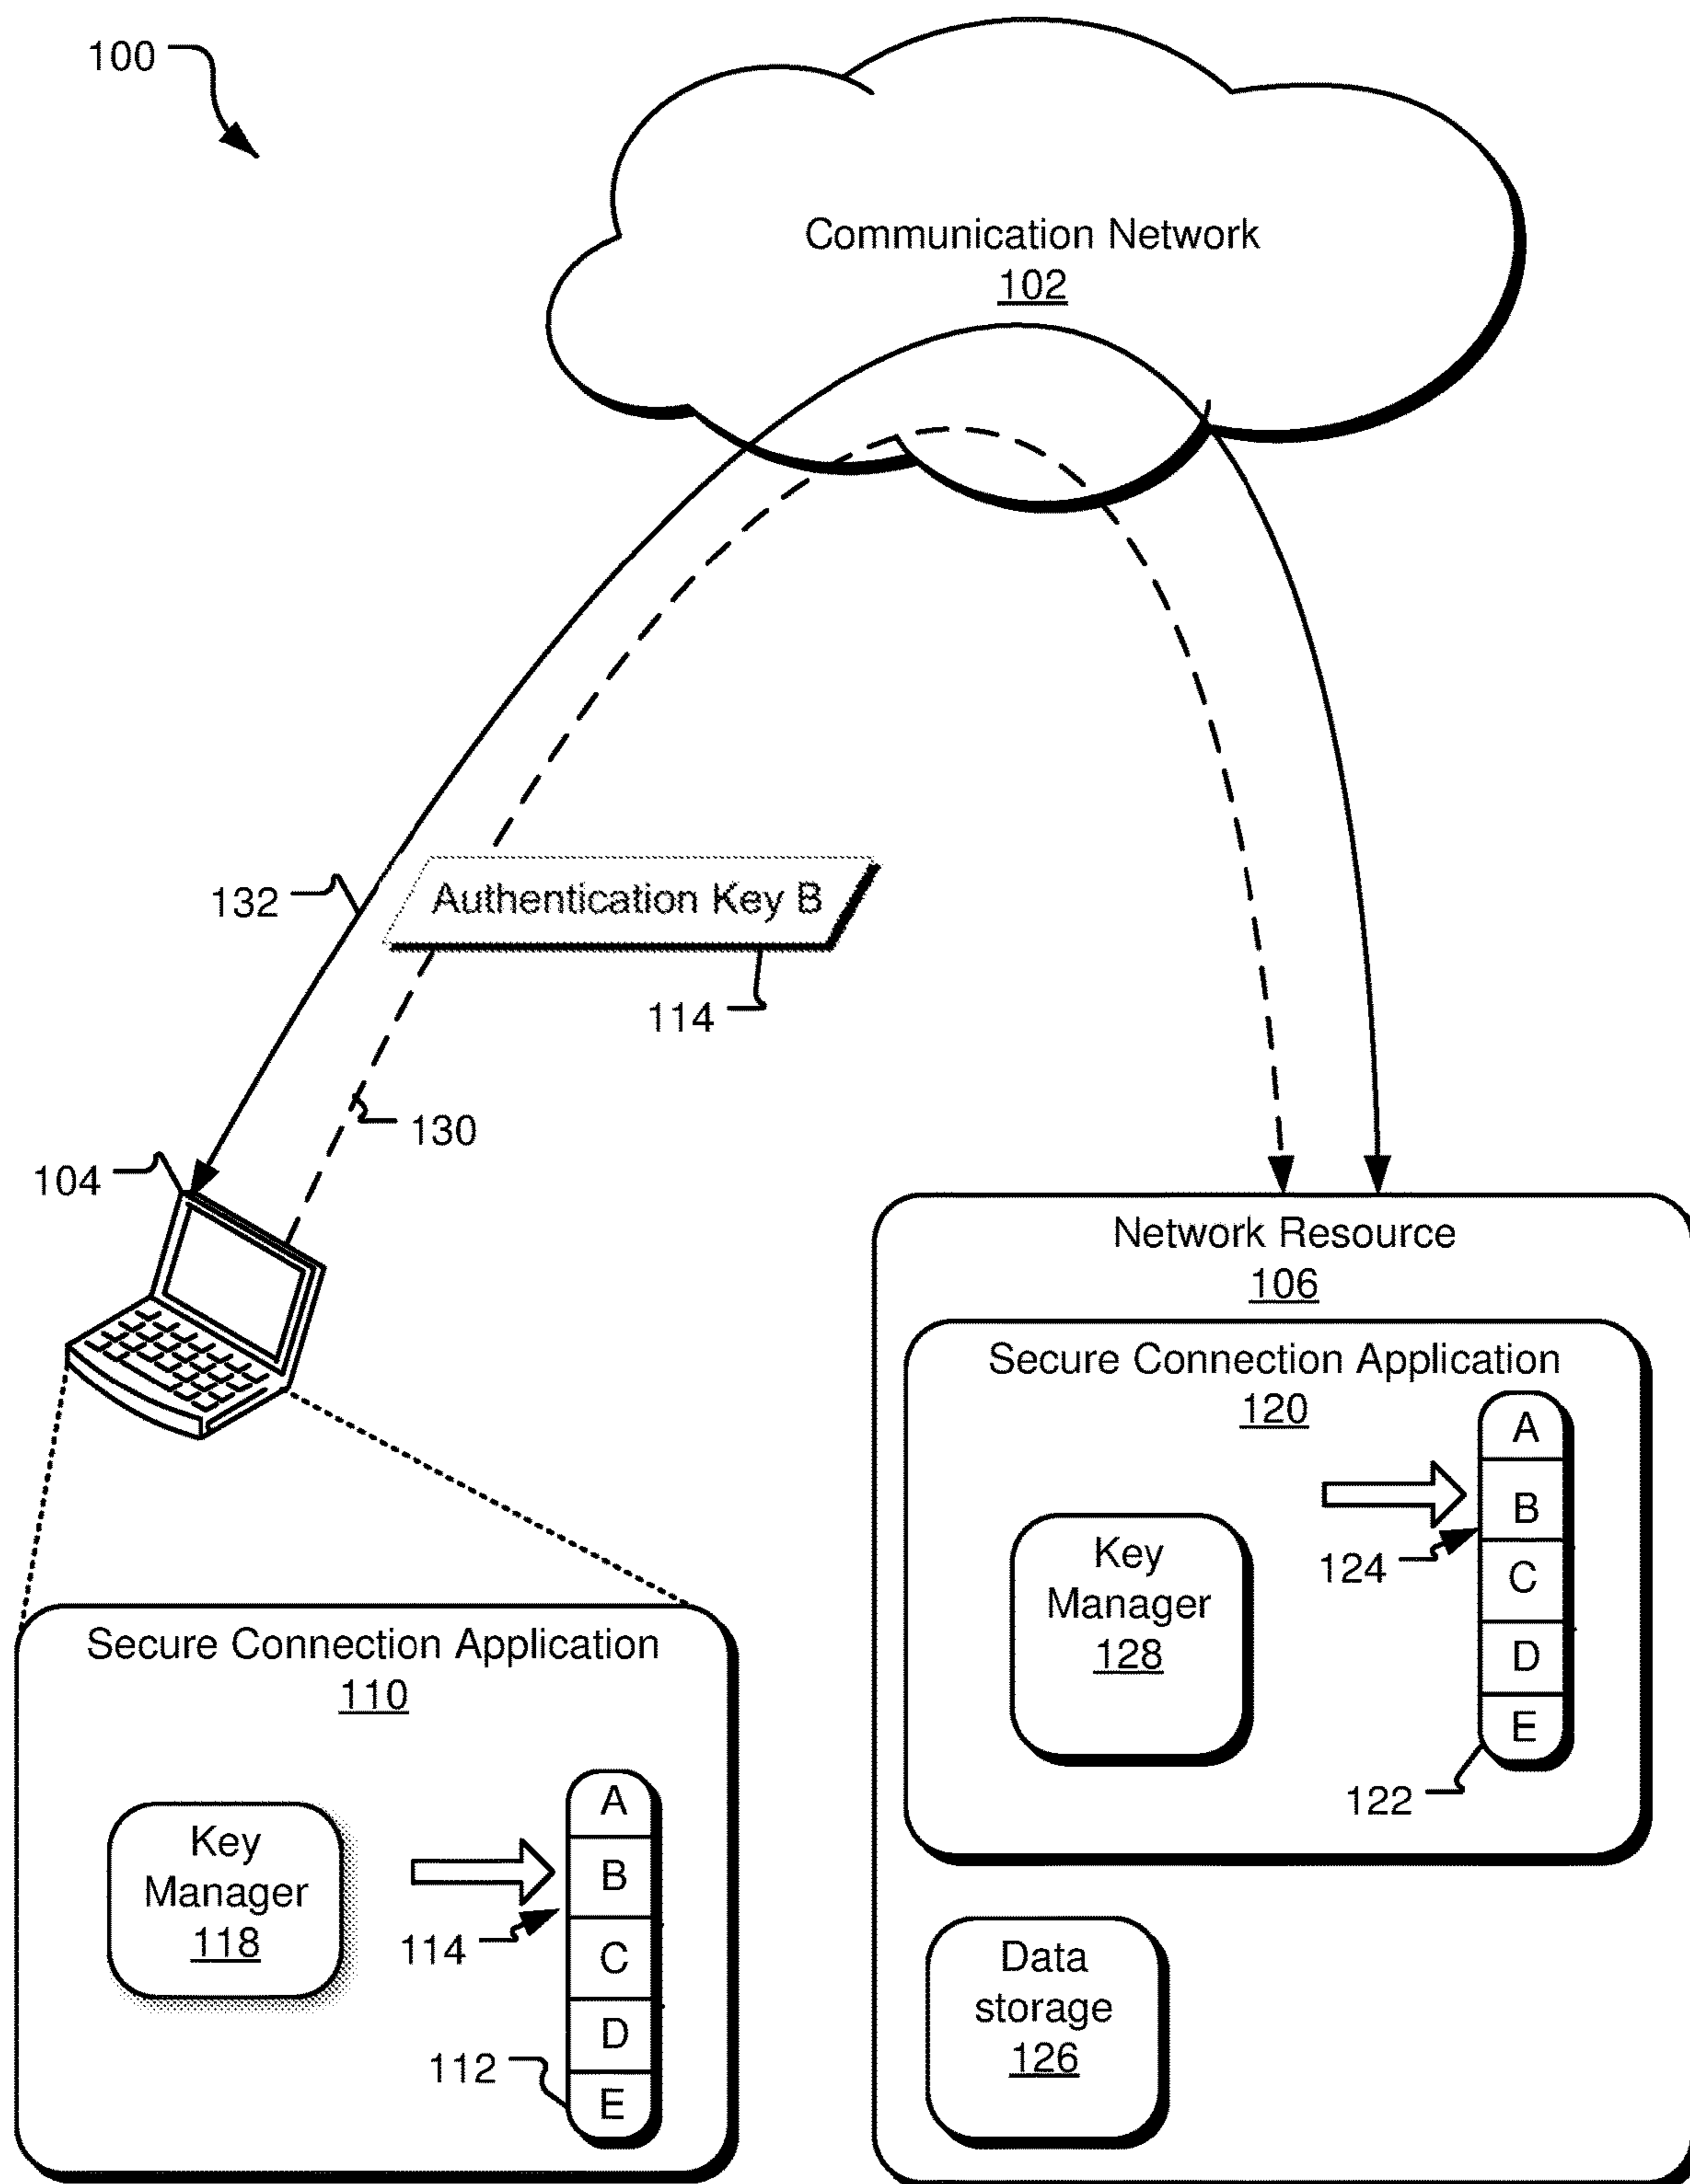 100
Communication Network
102
132
Authentication Key B
114
130
104
Network Resource
106
Secure Connection Application
120
A
B
124
C
Key
Manager
128
D
E
122
Secure Connection Application
110
A
Key
Manager
118
B
114
C
D
112
E
Data
storage
126